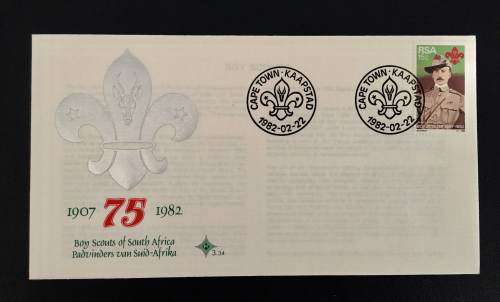 CAPE TOWN · KAAPSTAD
1982-02-22
CAPE TOWN · KAAPSTAD
1982-02-22
RSA
15c
1907 75 1982
Boy Scouts of South Africa
Padvinders van Suid-Afrika
3.34